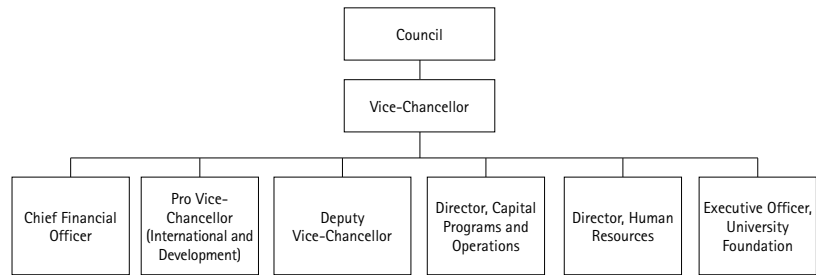 Council
Vice-Chancellor
Chief Financial
Officer
Pro Vice-
Chancellor
(International and
Development)
Deputy
Vice-Chancellor
Director, Capital
Programs and
Operations
Director, Human
Resources
Executive Officer,
University
Foundation